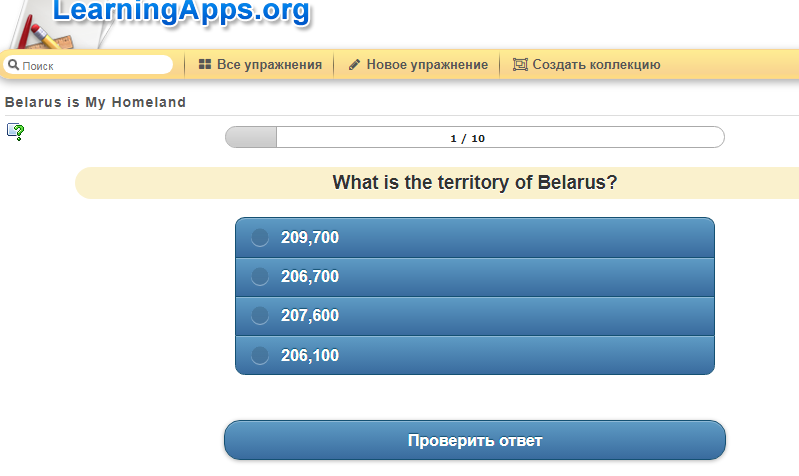 LearningApps.org
Поиск
Все упражнения
Новое упражнение
Создать коллекцию
Belarus is My Homeland
1 / 10
What is the territory of Belarus?
209,700
206,700
207,600
206,100
Проверить ответ